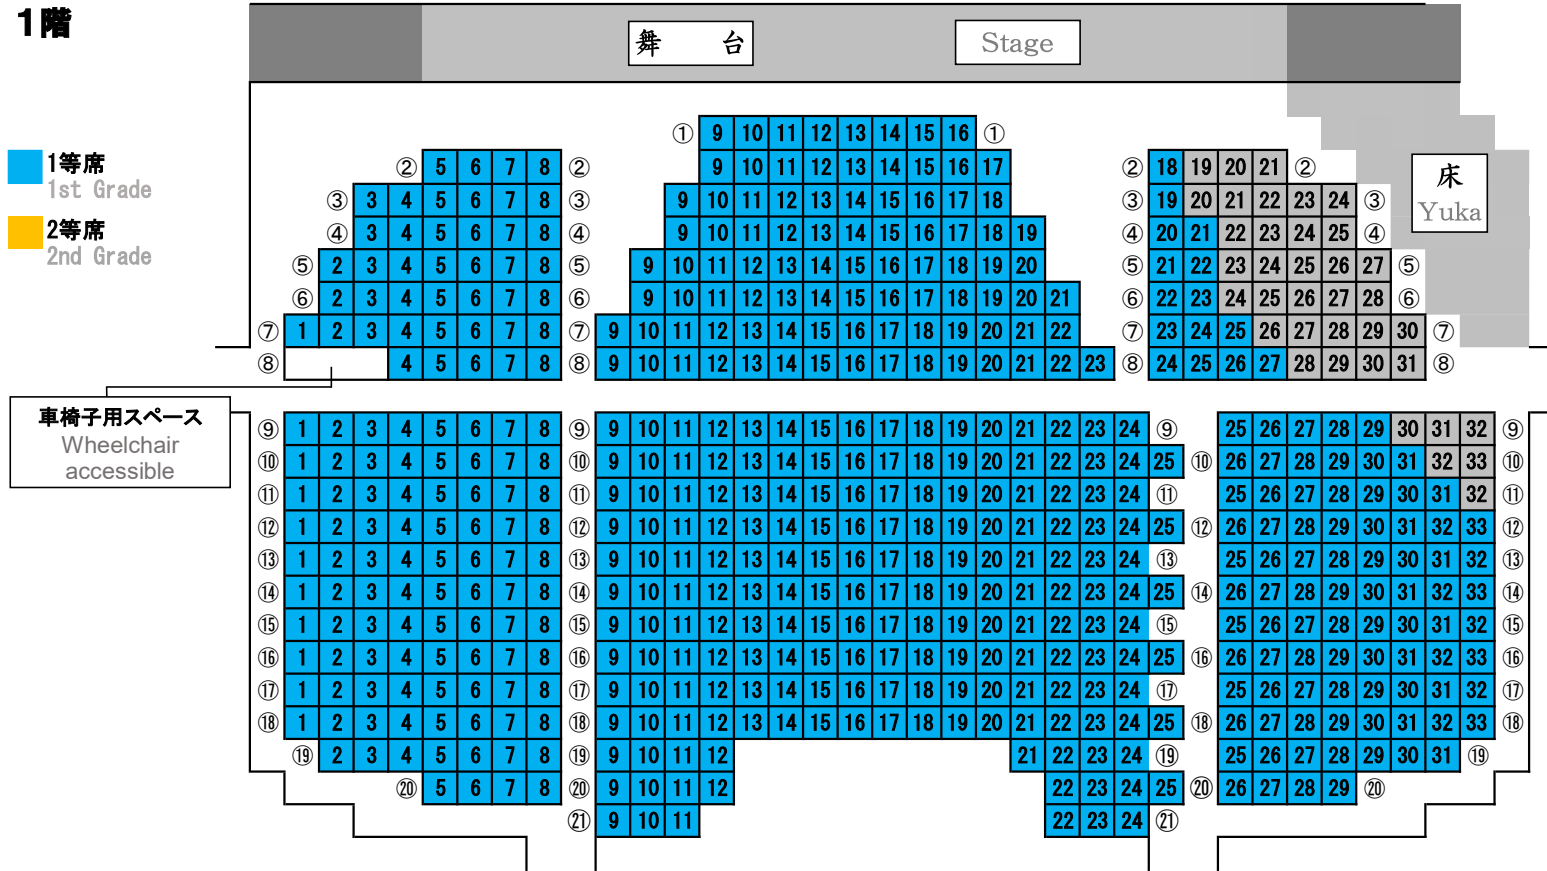 1階
舞 台
Stage
1等席
1st Grade
2等席
2nd Grade
床
Yuka
① 9 10 11 12 13 14 15 16 ①
② 5 6 7 8 ② 9 10 11 12 13 14 15 16 17 ② 18 19 20 21 ②
③ 3 4 5 6 7 8 ③ 9 10 11 12 13 14 15 16 17 18 ③ 19 20 21 22 23 24 ③
④ 3 4 5 6 7 8 ④ 9 10 11 12 13 14 15 16 17 18 19 ④ 20 21 22 23 24 25 ④
⑤ 2 3 4 5 6 7 8 ⑤ 9 10 11 12 13 14 15 16 17 18 19 20 ⑤ 21 22 23 24 25 26 27 ⑤
⑥ 2 3 4 5 6 7 8 ⑥ 9 10 11 12 13 14 15 16 17 18 19 20 21 ⑥ 22 23 24 25 26 27 28 ⑥
⑦ 1 2 3 4 5 6 7 8 ⑦ 9 10 11 12 13 14 15 16 17 18 19 20 21 22 ⑦ 23 24 25 26 27 28 29 30 ⑦
⑧ 4 5 6 7 8 ⑧ 9 10 11 12 13 14 15 16 17 18 19 20 21 22 23 ⑧ 24 25 26 27 28 29 30 31 ⑧
車椅子用スペース
Wheelchair
accessible
⑨ 1 2 3 4 5 6 7 8 ⑨ 9 10 11 12 13 14 15 16 17 18 19 20 21 22 23 24 ⑨ 25 26 27 28 29 30 31 32 ⑨
⑩ 1 2 3 4 5 6 7 8 ⑩ 9 10 11 12 13 14 15 16 17 18 19 20 21 22 23 24 25 ⑩ 26 27 28 29 30 31 32 33 ⑩
⑪ 1 2 3 4 5 6 7 8 ⑪ 9 10 11 12 13 14 15 16 17 18 19 20 21 22 23 24 ⑪ 25 26 27 28 29 30 31 32 ⑪
⑫ 1 2 3 4 5 6 7 8 ⑫ 9 10 11 12 13 14 15 16 17 18 19 20 21 22 23 24 25 ⑫ 26 27 28 29 30 31 32 33 ⑫
⑬ 1 2 3 4 5 6 7 8 ⑬ 9 10 11 12 13 14 15 16 17 18 19 20 21 22 23 24 ⑬ 25 26 27 28 29 30 31 32 ⑬
⑭ 1 2 3 4 5 6 7 8 ⑭ 9 10 11 12 13 14 15 16 17 18 19 20 21 22 23 24 25 ⑭ 26 27 28 29 30 31 32 33 ⑭
⑮ 1 2 3 4 5 6 7 8 ⑮ 9 10 11 12 13 14 15 16 17 18 19 20 21 22 23 24 ⑮ 25 26 27 28 29 30 31 32 ⑮
⑯ 1 2 3 4 5 6 7 8 ⑯ 9 10 11 12 13 14 15 16 17 18 19 20 21 22 23 24 25 ⑯ 26 27 28 29 30 31 32 33 ⑯
⑰ 1 2 3 4 5 6 7 8 ⑰ 9 10 11 12 13 14 15 16 17 18 19 20 21 22 23 24 ⑰ 25 26 27 28 29 30 31 32 ⑰
⑱ 1 2 3 4 5 6 7 8 ⑱ 9 10 11 12 13 14 15 16 17 18 19 20 21 22 23 24 25 ⑱ 26 27 28 29 30 31 32 33 ⑱
⑲ 2 3 4 5 6 7 8 ⑲ 9 10 11 12 21 22 23 24 ⑲ 25 26 27 28 29 30 31 ⑲
⑳ 5 6 7 8 ⑳ 9 10 11 12 22 23 24 25 ⑳ 26 27 28 29 ⑳
㉑ 9 10 11 22 23 24 ㉑